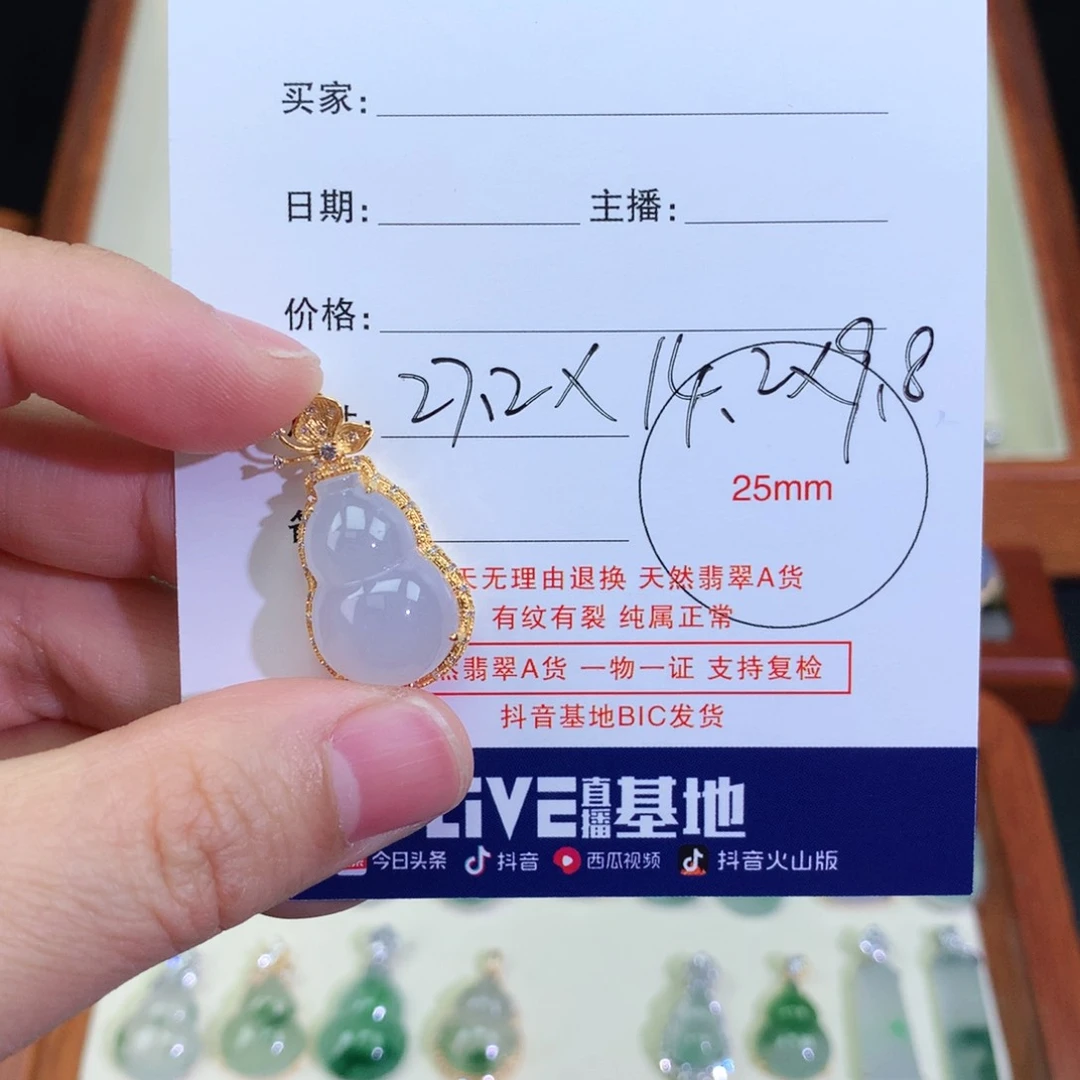 买家:
日期: 主播:
价格:
27.2X 14.2X9.8
25mm
天无理由退换 天然翡翠A货
有纹有裂 纯属正常
然翡翠A货 一物一证 支持复检
抖音基地BIC发货
LiVE直播基地
今日头条 抖音 西瓜视频 抖音火山版